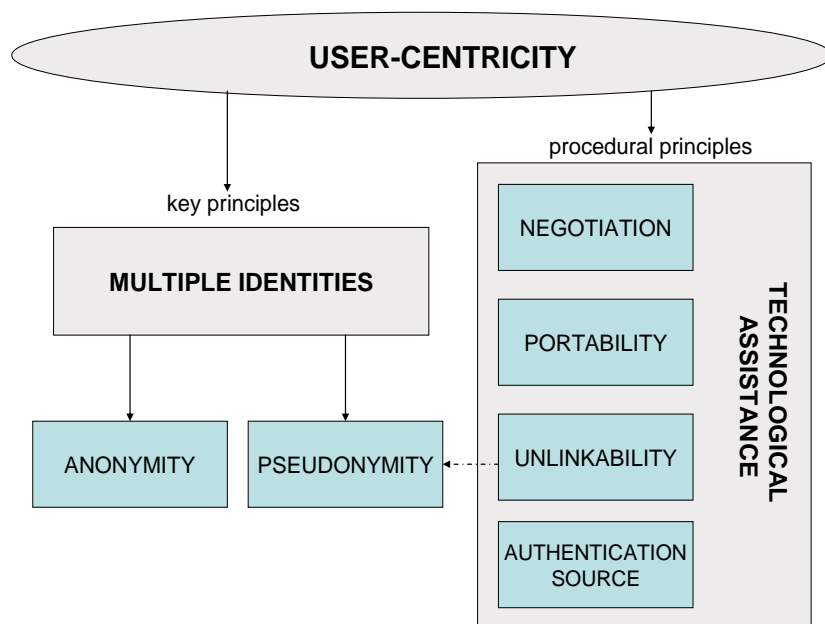 USER-CENTRICITY
procedural principles
key principles
NEGOTIATION
MULTIPLE IDENTITIES
PORTABILITY
TECHNOLOGICAL
ASSISTANCE
ANONYMITY
PSEUDONYMITY
UNLINKABILITY
AUTHENTICATION
SOURCE